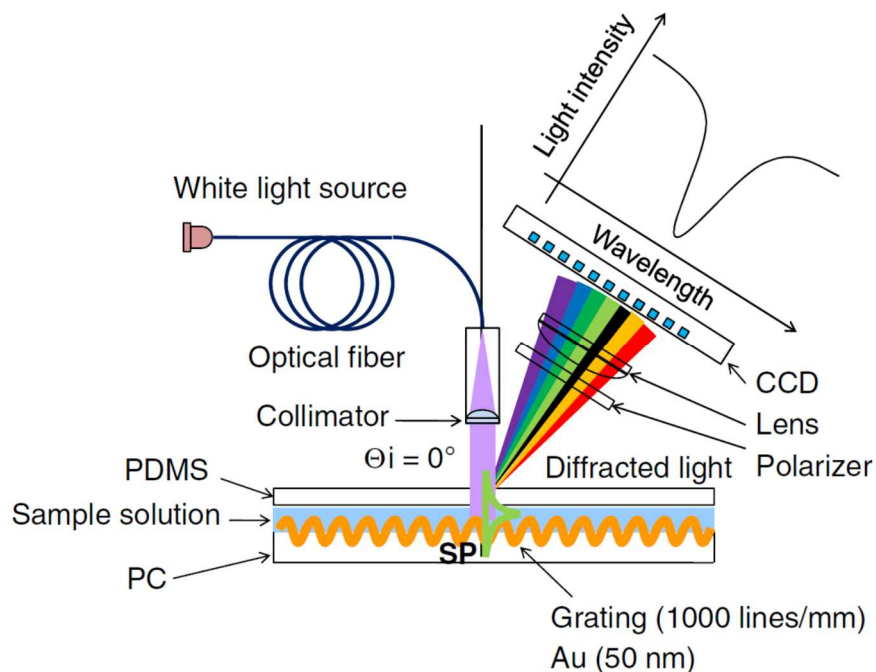 Light intensity
Wavelength
White light source
Optical fiber
CCD
Lens
Polarizer
Collimator
Θi = 0°
Diffracted light
PDMS
Sample solution
SP
PC
Grating (1000 lines/mm)
Au (50 nm)